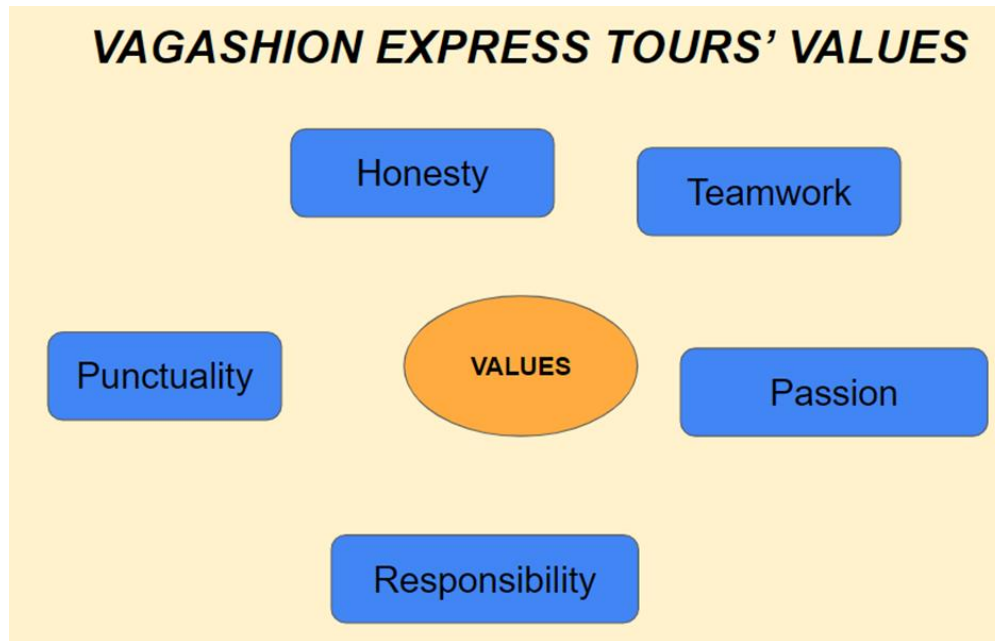 VAGASHION EXPRESS TOURS’ VALUES
Honesty
Teamwork
Punctuality
VALUES
Passion
Responsibility